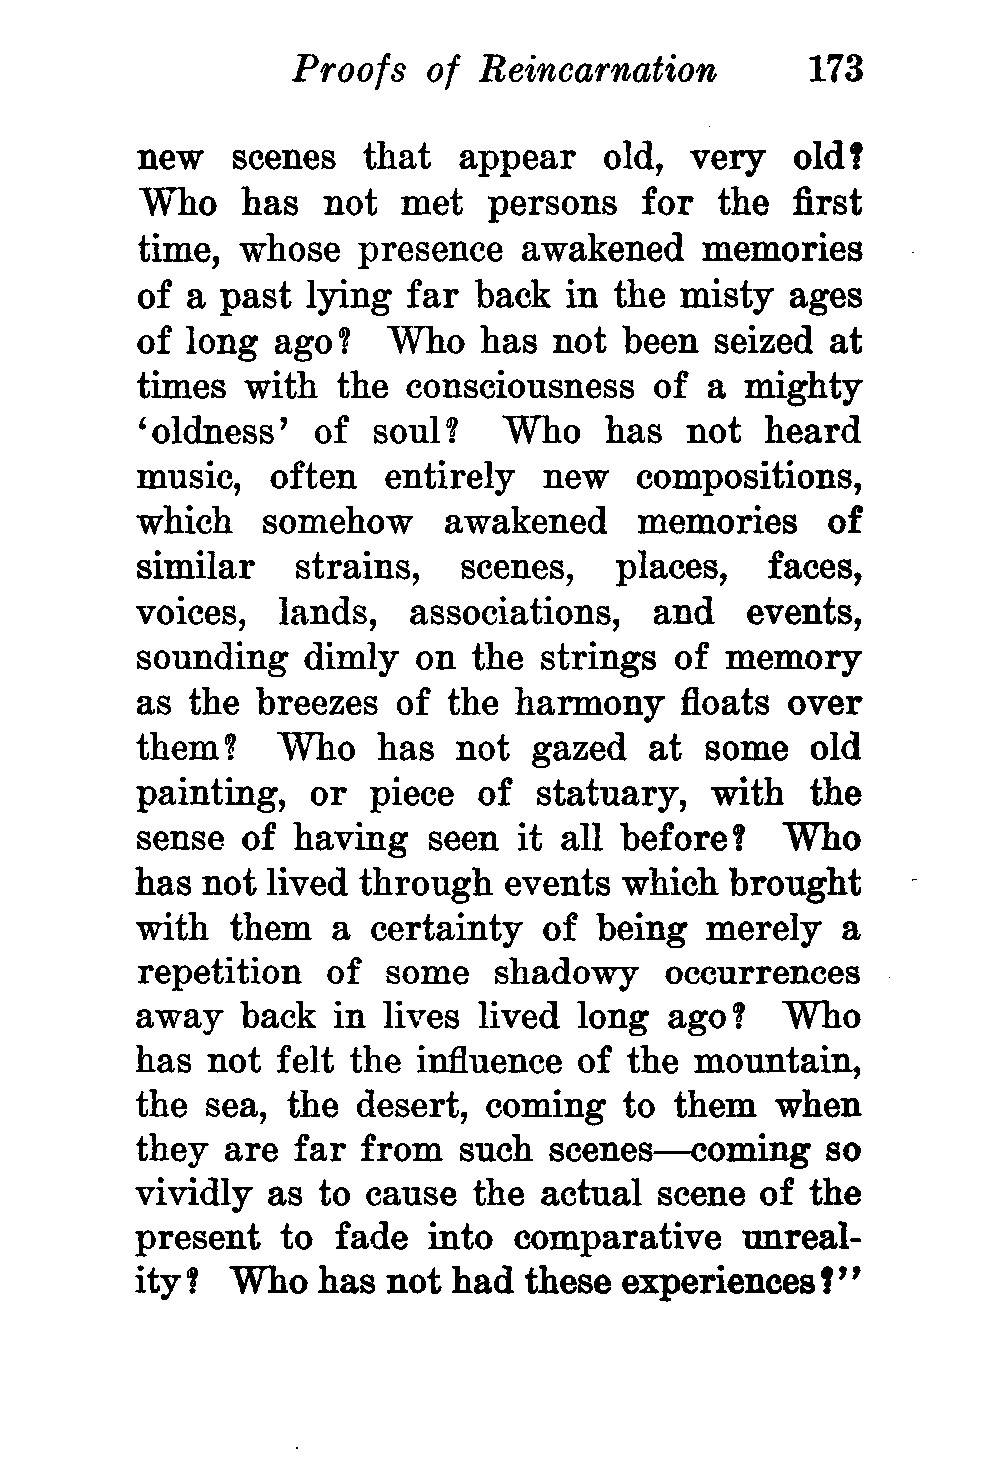 Proofs of Reincarnation 173
new scenes that appear old, very old?
Who has not met persons for the first
time, whose presence awakened memories
of a past lying far back in the misty ages
of long ago? Who has not been seized at
times with the consciousness of a mighty
‘oldness’ of soul? Who has not heard
music, often entirely new compositions,
which somehow awakened memories of
similar strains, scenes, places, faces,
voices, lands, associations, and events,
sounding dimly on the strings of memory
as the breezes of the harmony floats over
them? Who has not gazed at some old
painting, or piece of statuary, with the
sense of having seen it all before? Who
has not lived through events which brought
with them a certainty of being merely a
repetition of some shadowy occurrences
away back in lives lived long ago? Who
has not felt the influence of the mountain,
the sea, the desert, coming to them when
they are far from such scenes—coming so
vividly as to cause the actual scene of the
present to fade into comparative unreal-
ity? Who has not had these experiences?”